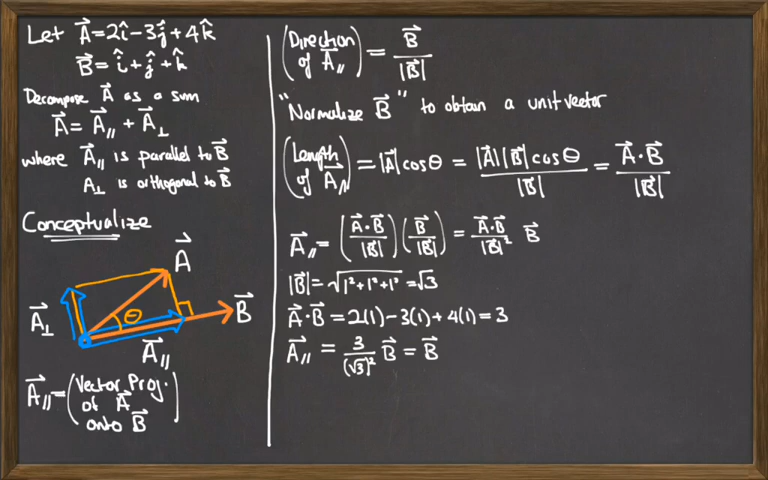 Let A⃗=2î-3ĵ+4k̂
B⃗=î+ĵ+k̂
Decompose A⃗ as a sum
A⃗=A⃗∥+A⃗⊥
where A⃗∥ is parallel to B⃗
A⊥ is orthogonal to B⃗
Conceptualize
A⃗
B⃗
A⃗⊥
θ
A⃗∥
A⃗∥=(Vector Proj. of A⃗ onto B⃗)
(Direction of A⃗∥) = B⃗/|B⃗|
"Normalize B⃗" to obtain a unit vector
(Length of A⃗∥) = |A⃗|cosθ = |A⃗||B⃗|cosθ/|B⃗| = A⃗·B⃗/|B⃗|
A⃗∥=(A⃗·B⃗/|B⃗|)(B⃗/|B⃗|) = A⃗·B⃗/|B⃗|² B⃗
|B⃗|=√(1²+1²+1²)=√3
A⃗·B⃗=2(1)-3(1)+4(1)=3
A⃗∥ = 3/(√3)² B⃗ = B⃗